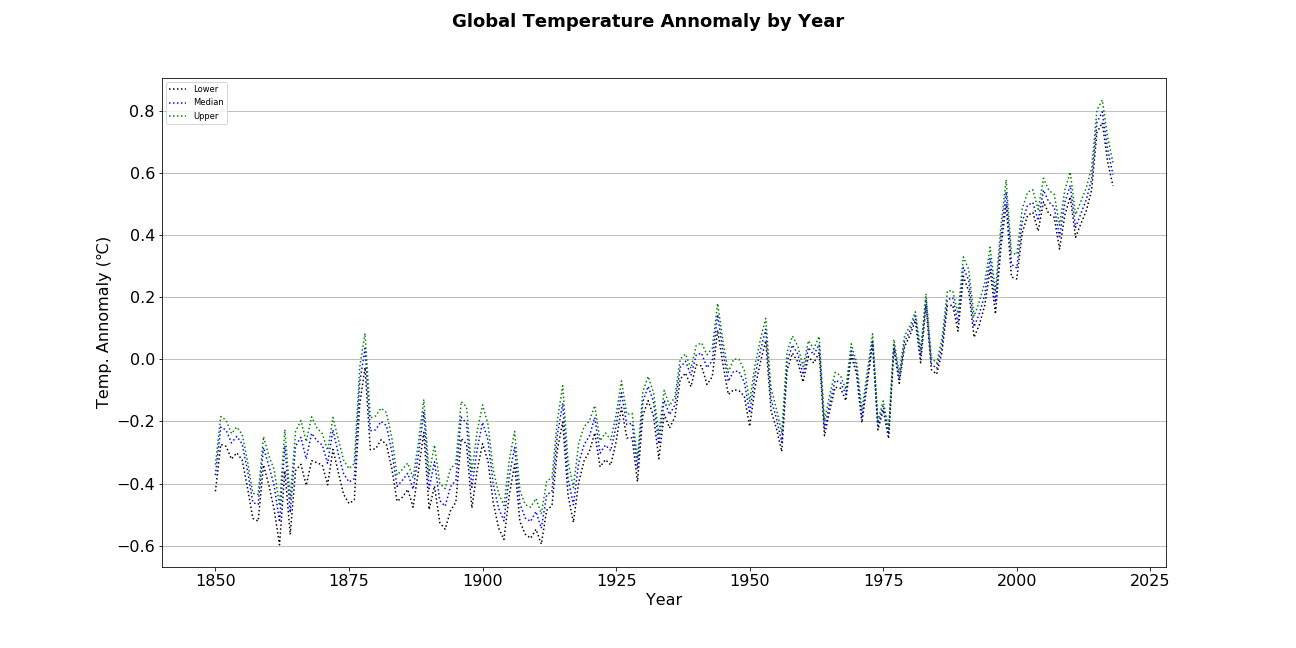 Global Temperature Annomaly by Year
Lower
Median
Upper
Temp. Annomaly (°C)
0.8
0.6
0.4
0.2
0.0
−0.2
−0.4
−0.6
1850 1875 1900 1925 1950 1975 2000 2025
Year